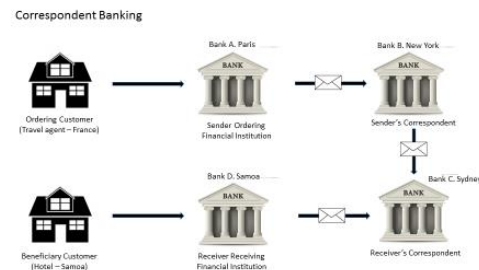 Correspondent Banking
Bank A. Paris
Bank B. New York
BANK
BANK
Ordering Customer
(Travel agent – France)
Sender Ordering
Financial Institution
Sender's Correspondent
Bank D. Samoa
Bank C. Sydney
BANK
BANK
Beneficiary Customer
(Hotel – Samoa)
Receiver Receiving
Financial Institution
Receiver's Correspondent